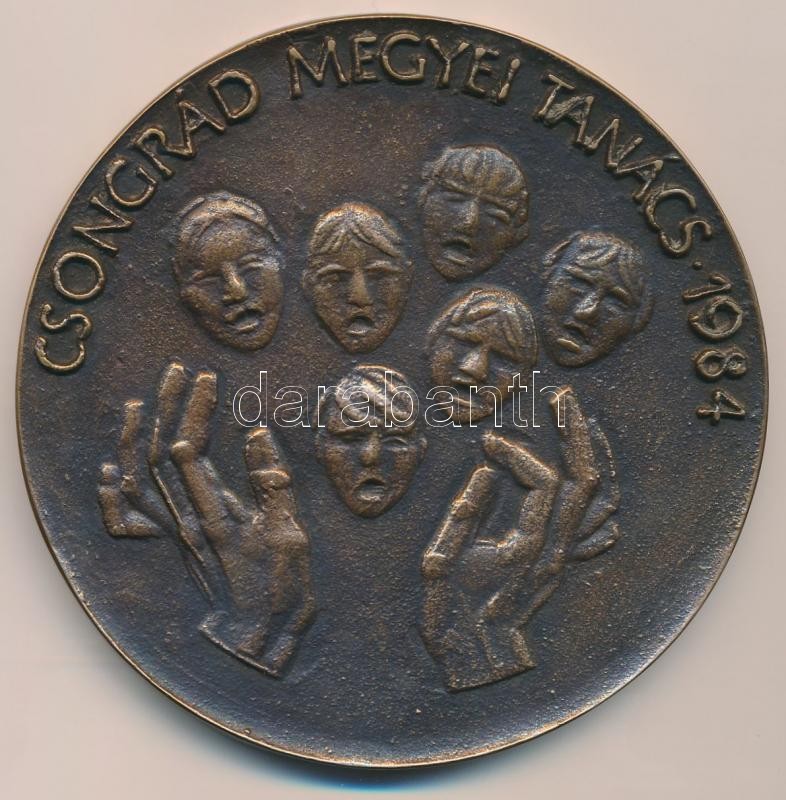 CSONGRÁD MEGYEI TANÁCS·1984
darabanth